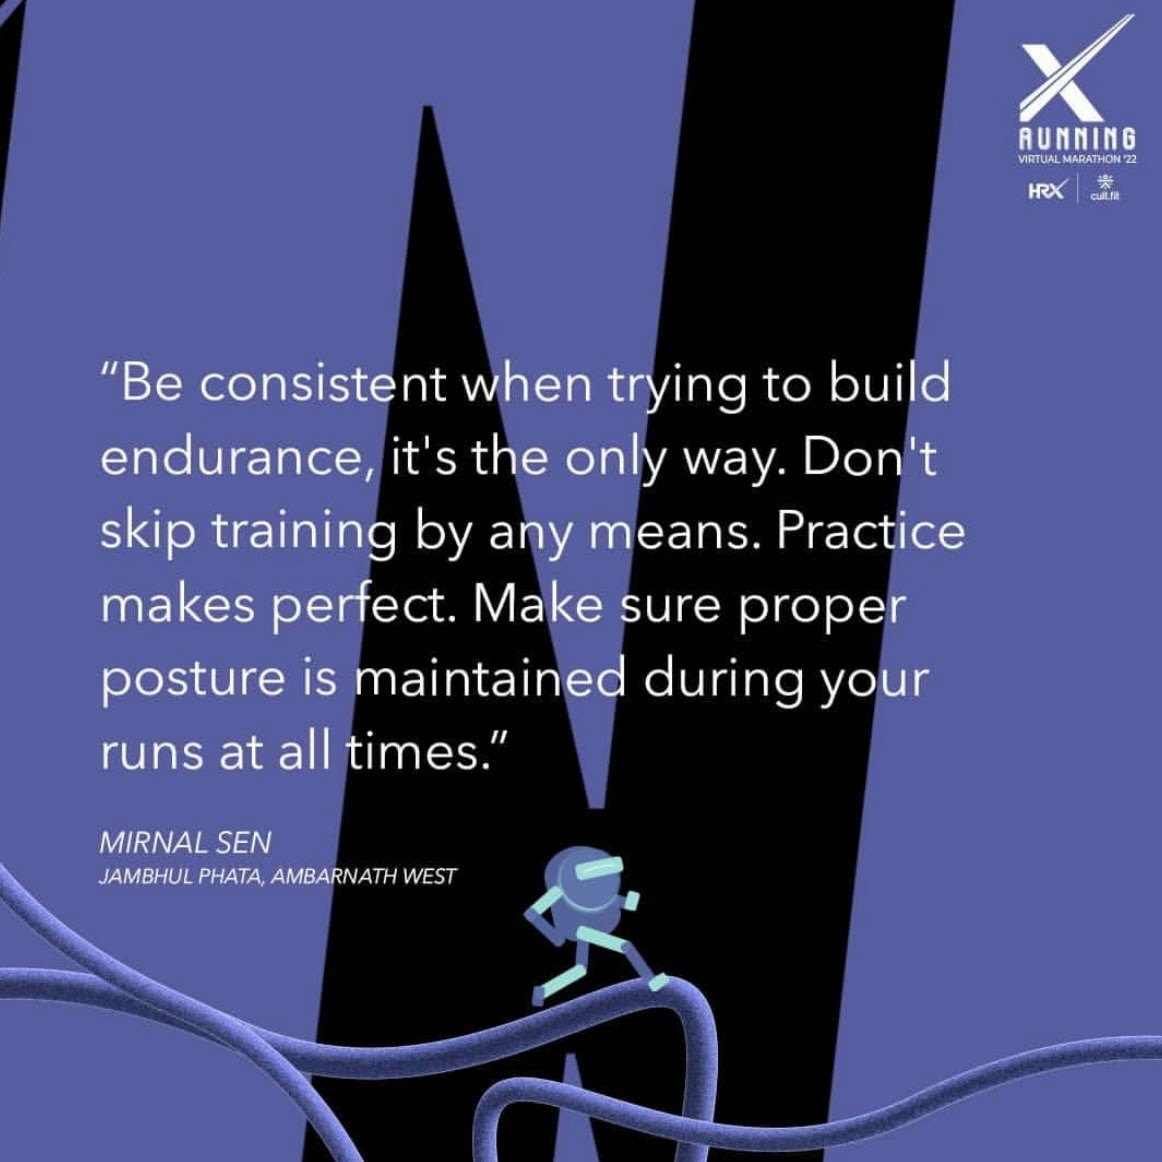 X
RUNNING
VIRTUAL MARATHON '22
HRX
cult.fit
“Be consistent when trying to build
endurance, it's the only way. Don't
skip training by any means. Practice
makes perfect. Make sure proper
posture is maintained during your
runs at all times.”
MIRNAL SEN
JAMBHUL PHATA, AMBARNATH WEST